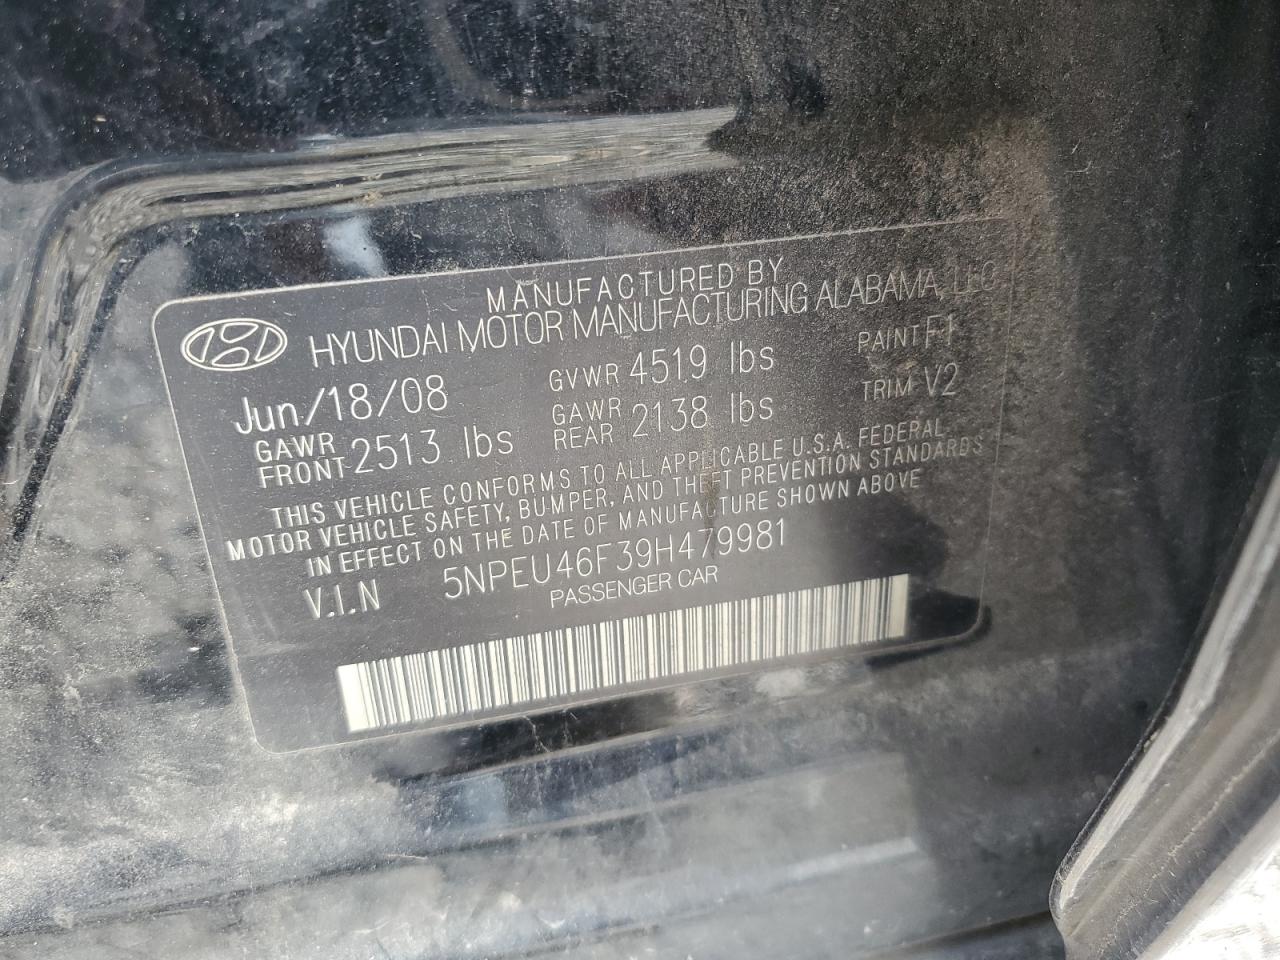 MANUFACTURED BY
HYUNDAI MOTOR MANUFACTURING ALABAMA, LLC
Jun/18/08 GVWR 4519 lbs PAINT F1
GAWR FRONT 2513 lbs GAWR REAR 2138 lbs TRIM V2
THIS VEHICLE CONFORMS TO ALL APPLICABLE U.S.A. FEDERAL
MOTOR VEHICLE SAFETY, BUMPER, AND THEFT PREVENTION STANDARDS
IN EFFECT ON THE DATE OF MANUFACTURE SHOWN ABOVE
V.I.N 5NPEU46F39H479981
PASSENGER CAR